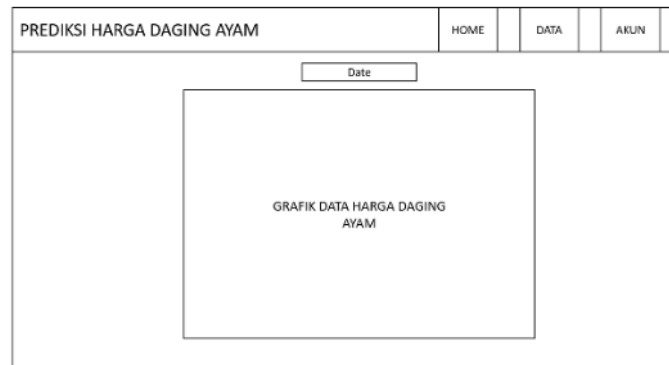 PREDIKSI HARGA DAGING AYAM
HOME
DATA
AKUN
Date
GRAFIK DATA HARGA DAGING
AYAM